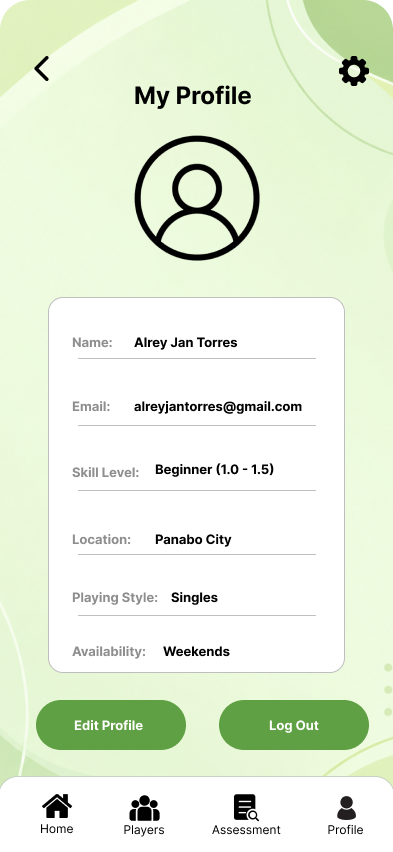 My Profile
Name: Alrey Jan Torres
Email: alreyjantorres@gmail.com
Skill Level: Beginner (1.0 - 1.5)
Location: Panabo City
Playing Style: Singles
Availability: Weekends
Edit Profile Log Out
Home Players Assessment Profile